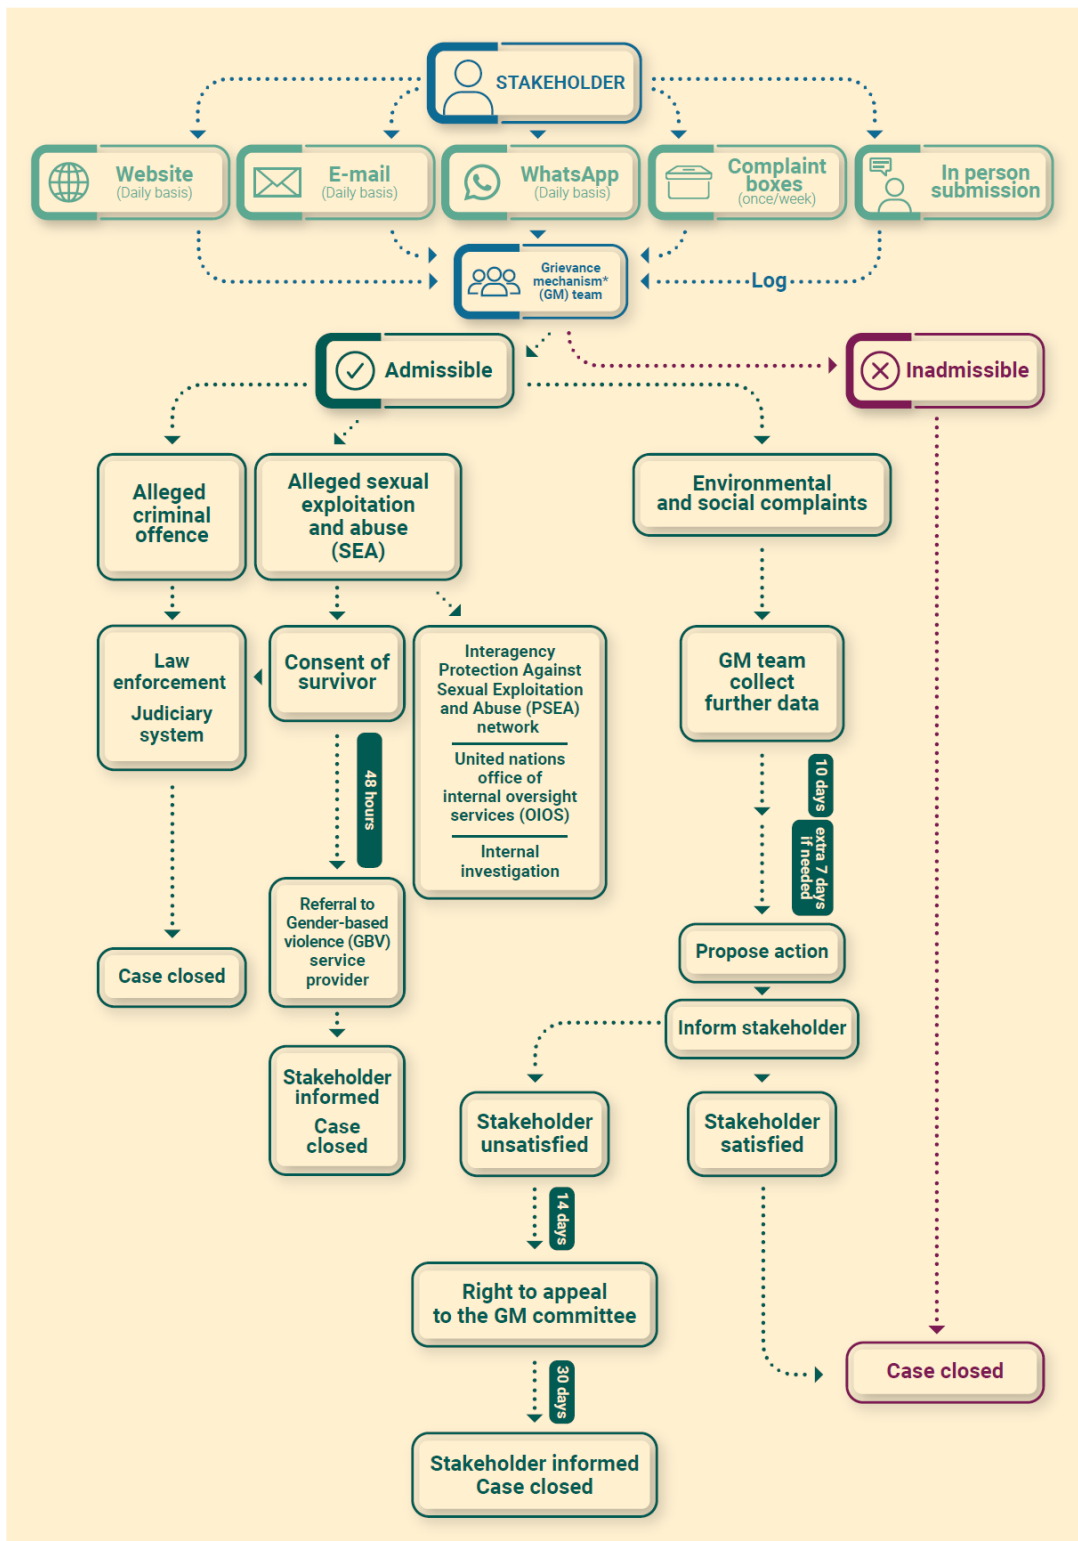 STAKEHOLDER
Website
(Daily basis)
E-mail
(Daily basis)
WhatsApp
(Daily basis)
Complaint
boxes
(once/week)
In person
submission
Grievance
mechanism*
(GM) team
Log
Admissible
Inadmissible
Alleged
criminal
offence
Alleged sexual
exploitation
and abuse
(SEA)
Environmental
and social complaints
Law
enforcement
Judiciary
system
Consent of
survivor
Interagency
Protection Against
Sexual Exploitation
and Abuse (PSEA)
network
United nations
office of
internal oversight
services (OIOS)
Internal
investigation
GM team
collect
further data
48 hours
10 days
extra 7 days
if needed
Referral to
Gender-based
violence (GBV)
service
provider
Propose action
Case closed
Inform stakeholder
Stakeholder
informed
Case
closed
Stakeholder
unsatisfied
Stakeholder
satisfied
14 days
Right to appeal
to the GM committee
30 days
Case closed
Stakeholder informed
Case closed